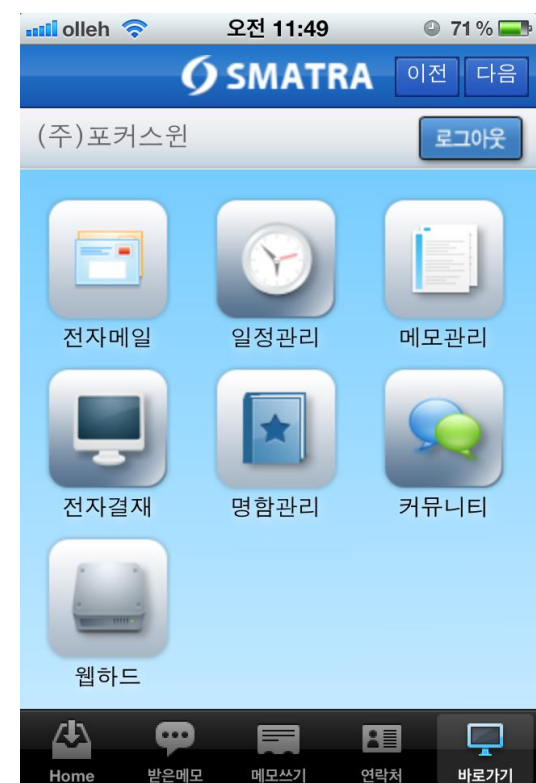 olleh 오전 11:49 71%
SMATRA 이전 다음
(주)포커스윈 로그아웃
전자메일 일정관리 메모관리
전자결재 명함관리 커뮤니티
웹하드
Home 받은메모 메모쓰기 연락처 바로가기